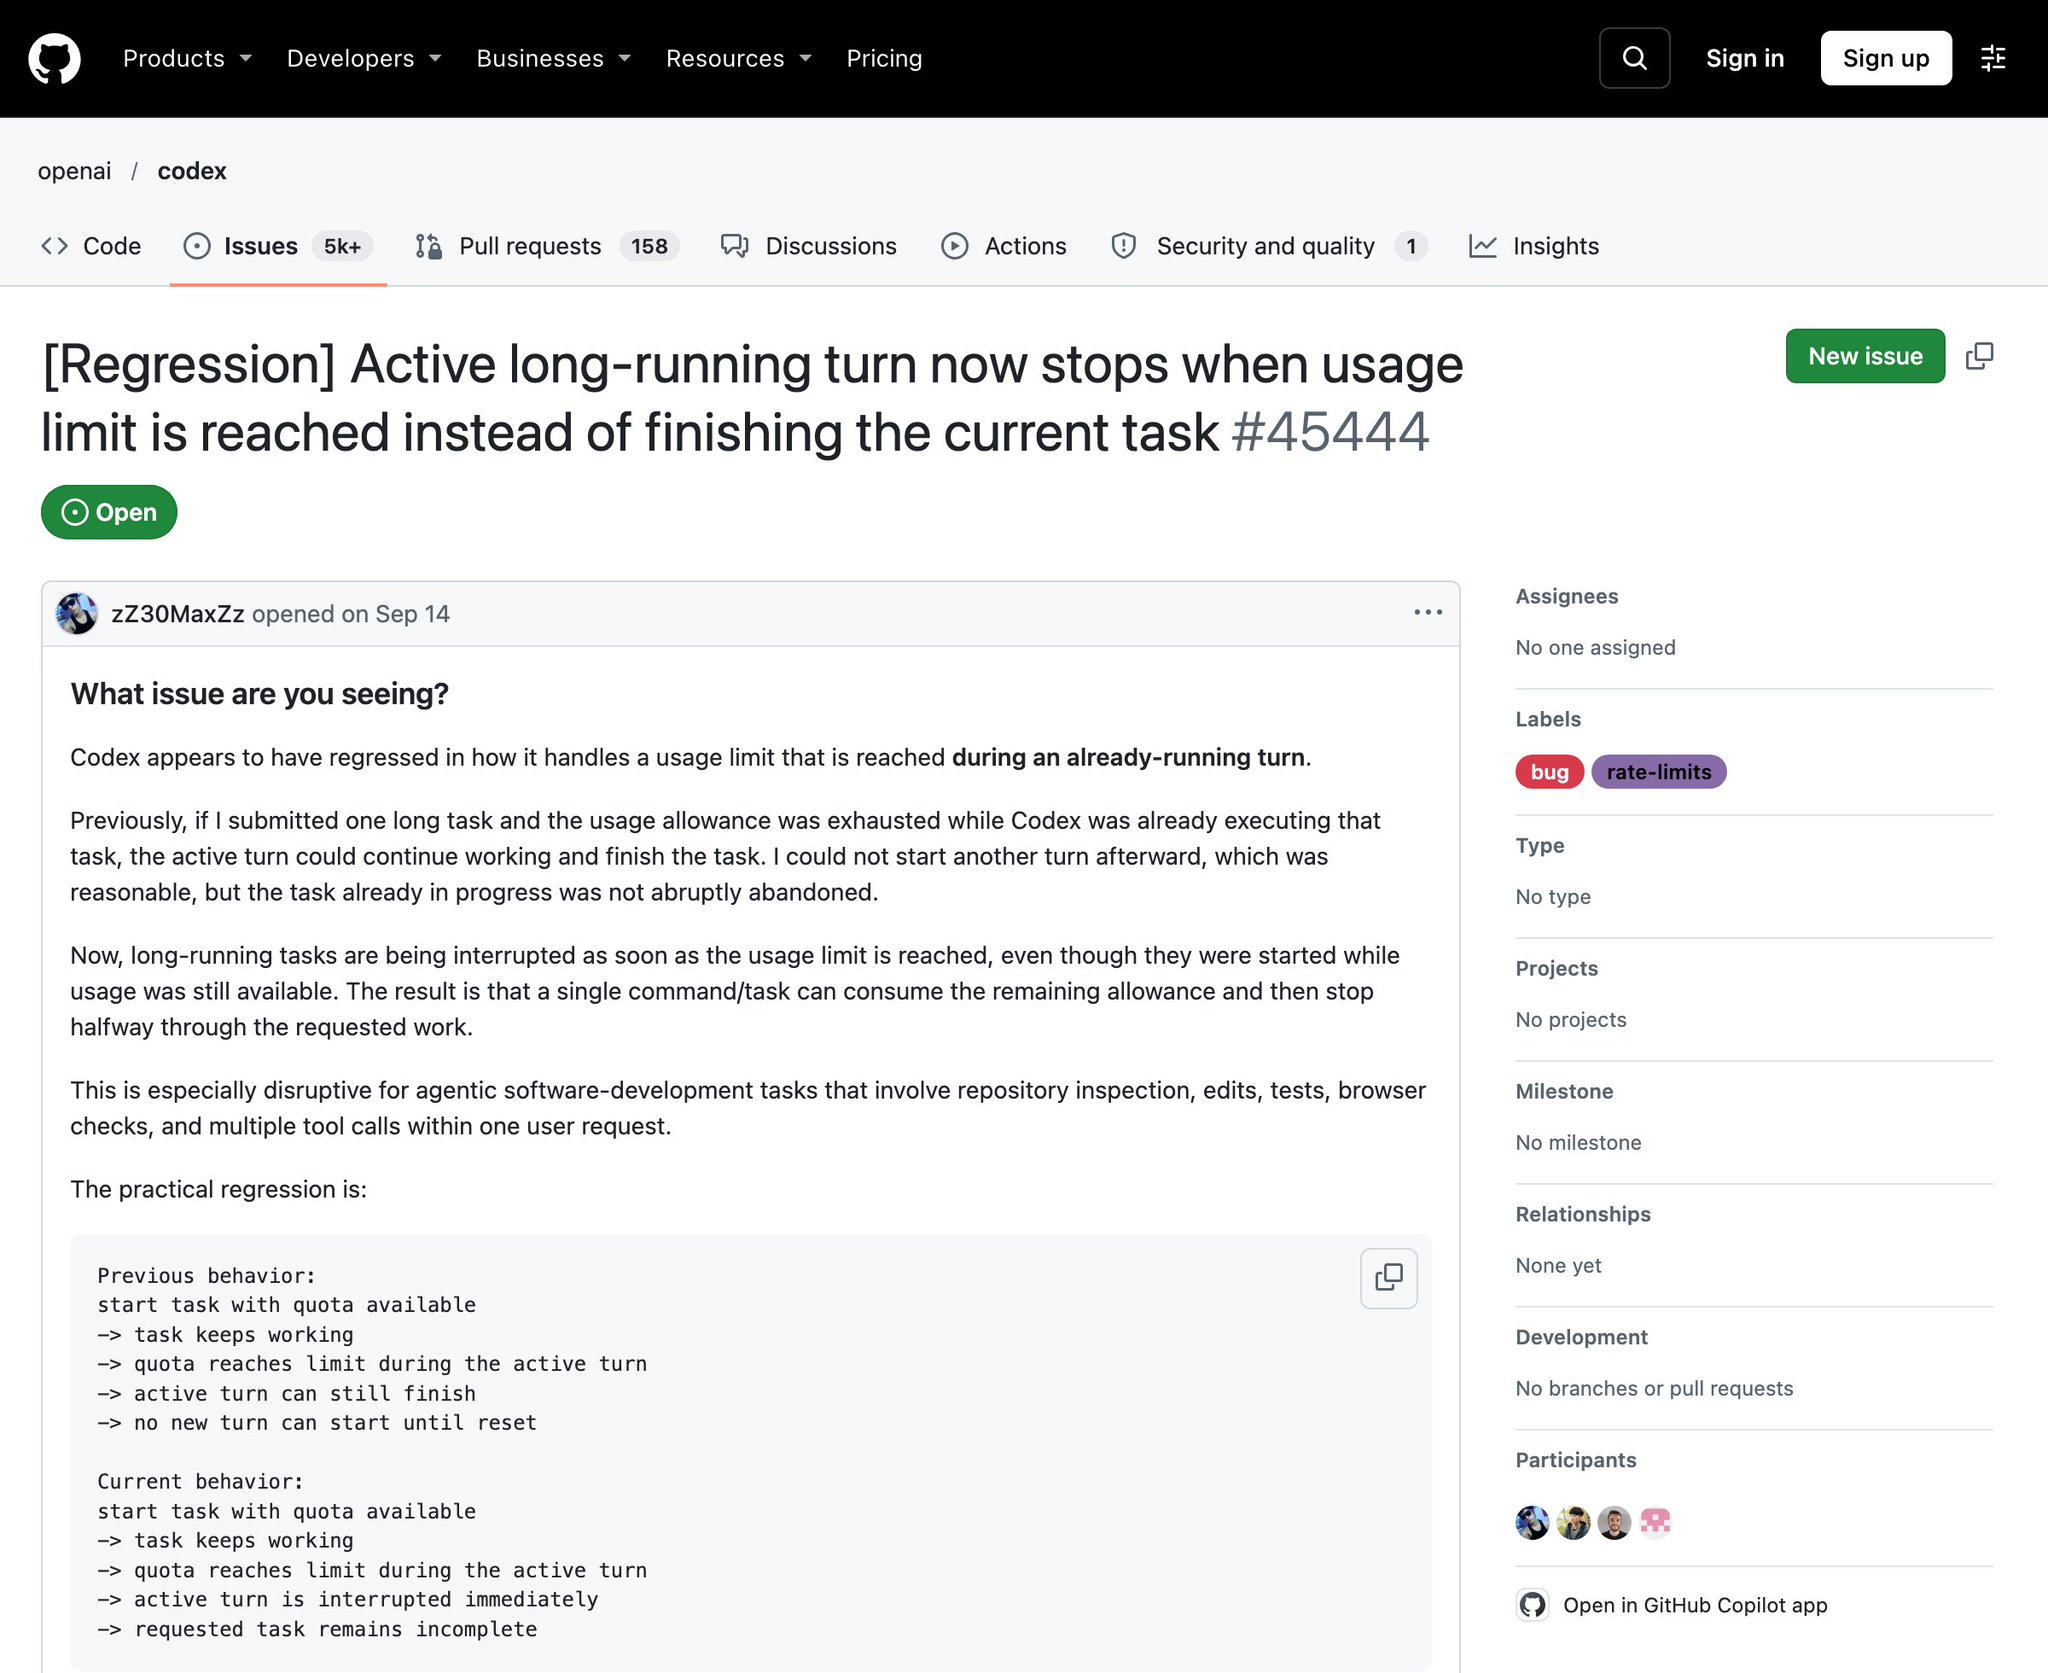 Products Developers Businesses Resources Pricing Sign in Sign up
openai / codex
Code Issues 5k+ Pull requests 158 Discussions Actions Security and quality 1 Insights
[Regression] Active long-running turn now stops when usage
limit is reached instead of finishing the current task #45444
New issue
Open
zZ30MaxZz opened on Sep 14
What issue are you seeing?
Codex appears to have regressed in how it handles a usage limit that is reached during an already-running turn.
Previously, if I submitted one long task and the usage allowance was exhausted while Codex was already executing that
task, the active turn could continue working and finish the task. I could not start another turn afterward, which was
reasonable, but the task already in progress was not abruptly abandoned.
Now, long-running tasks are being interrupted as soon as the usage limit is reached, even though they were started while
usage was still available. The result is that a single command/task can consume the remaining allowance and then stop
halfway through the requested work.
This is especially disruptive for agentic software-development tasks that involve repository inspection, edits, tests, browser
checks, and multiple tool calls within one user request.
The practical regression is:
Previous behavior:
start task with quota available
-> task keeps working
-> quota reaches limit during the active turn
-> active turn can still finish
-> no new turn can start until reset
Current behavior:
start task with quota available
-> task keeps working
-> quota reaches limit during the active turn
-> active turn is interrupted immediately
-> requested task remains incomplete
Assignees
No one assigned
Labels
bug rate-limits
Type
No type
Projects
No projects
Milestone
No milestone
Relationships
None yet
Development
No branches or pull requests
Participants
Open in GitHub Copilot app